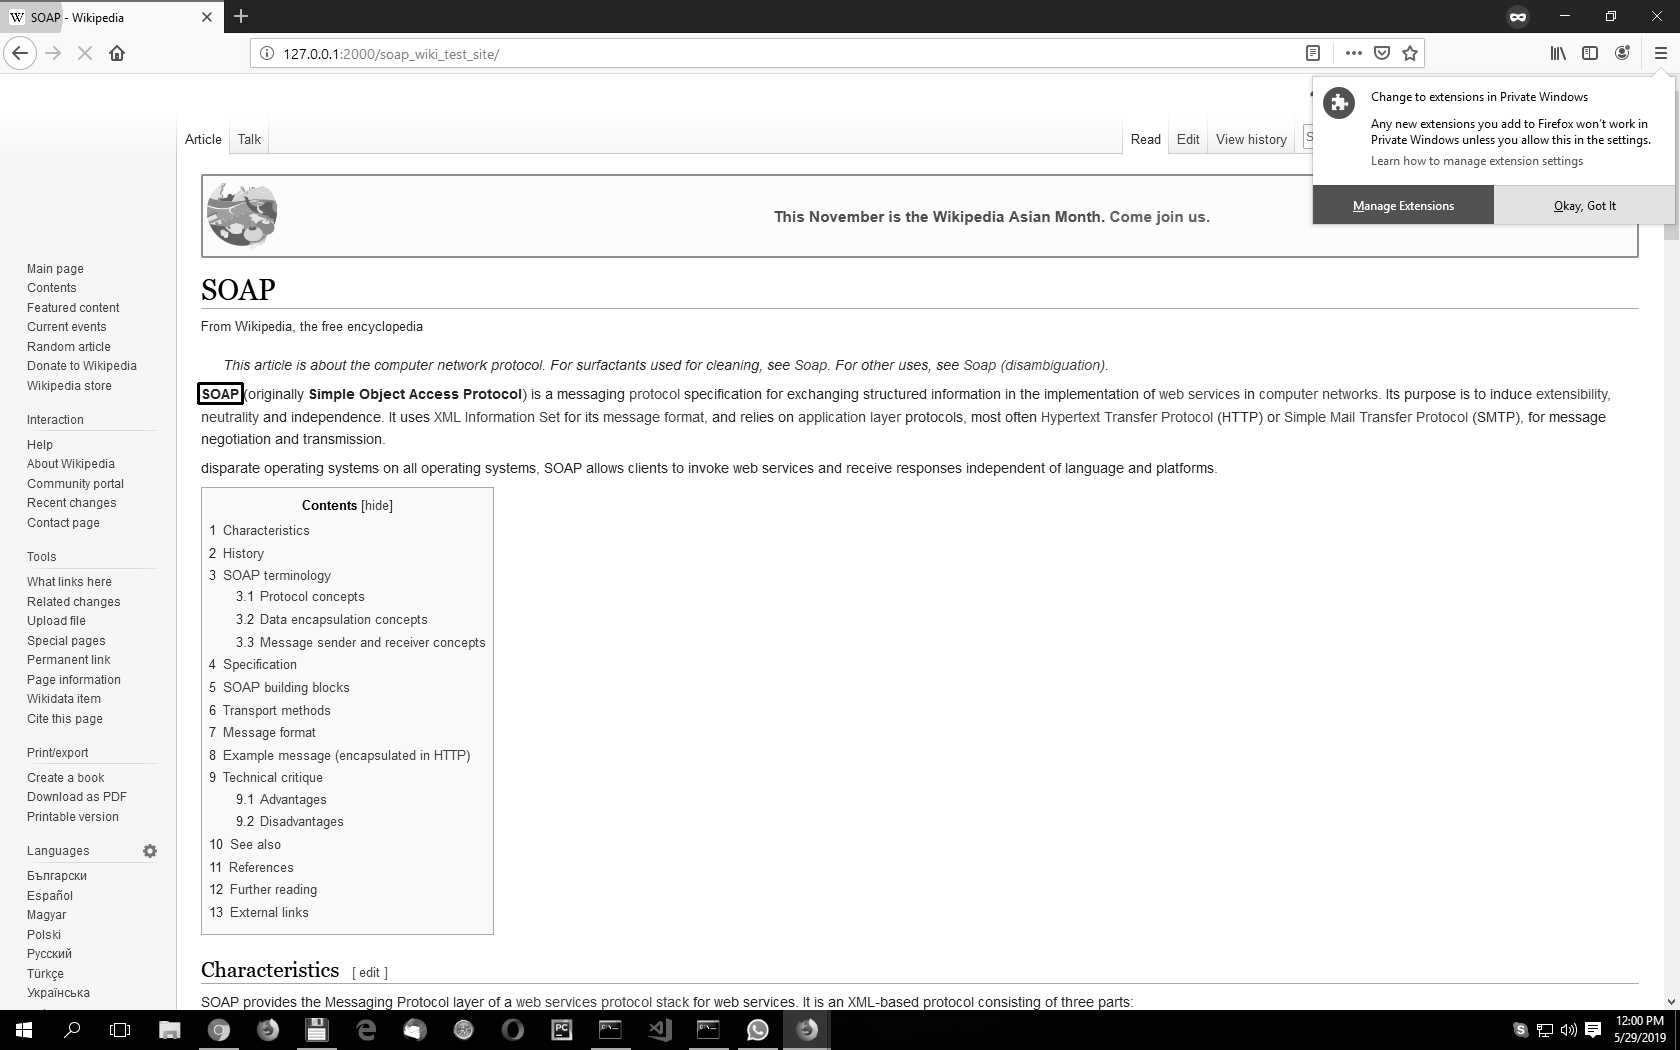 SOAP - Wikipedia
127.0.0.1:2000/soap_wiki_test_site/
Change to extensions in Private Windows
Any new extensions you add to Firefox won't work in
Private Windows unless you allow this in the settings.
Learn how to manage extension settings
Manage Extensions
Okay, Got It
Article
Talk
Read
Edit
View history
This November is the Wikipedia Asian Month. Come join us.
SOAP
From Wikipedia, the free encyclopedia
This article is about the computer network protocol. For surfactants used for cleaning, see Soap. For other uses, see Soap (disambiguation).
SOAP (originally Simple Object Access Protocol) is a messaging protocol specification for exchanging structured information in the implementation of web services in computer networks. Its purpose is to induce extensibility,
neutrality and independence. It uses XML Information Set for its message format, and relies on application layer protocols, most often Hypertext Transfer Protocol (HTTP) or Simple Mail Transfer Protocol (SMTP), for message
negotiation and transmission.
disparate operating systems on all operating systems, SOAP allows clients to invoke web services and receive responses independent of language and platforms.
Contents [hide]
1 Characteristics
2 History
3 SOAP terminology
3.1 Protocol concepts
3.2 Data encapsulation concepts
3.3 Message sender and receiver concepts
4 Specification
5 SOAP building blocks
6 Transport methods
7 Message format
8 Example message (encapsulated in HTTP)
9 Technical critique
9.1 Advantages
9.2 Disadvantages
10 See also
11 References
12 Further reading
13 External links
Characteristics [ edit ]
SOAP provides the Messaging Protocol layer of a web services protocol stack for web services. It is an XML-based protocol consisting of three parts:
Main page
Contents
Featured content
Current events
Random article
Donate to Wikipedia
Wikipedia store
Interaction
Help
About Wikipedia
Community portal
Recent changes
Contact page
Tools
What links here
Related changes
Upload file
Special pages
Permanent link
Page information
Wikidata item
Cite this page
Print/export
Create a book
Download as PDF
Printable version
Languages
Български
Español
Magyar
Polski
Русский
Türkçe
Українська
12:00 PM
5/29/2019